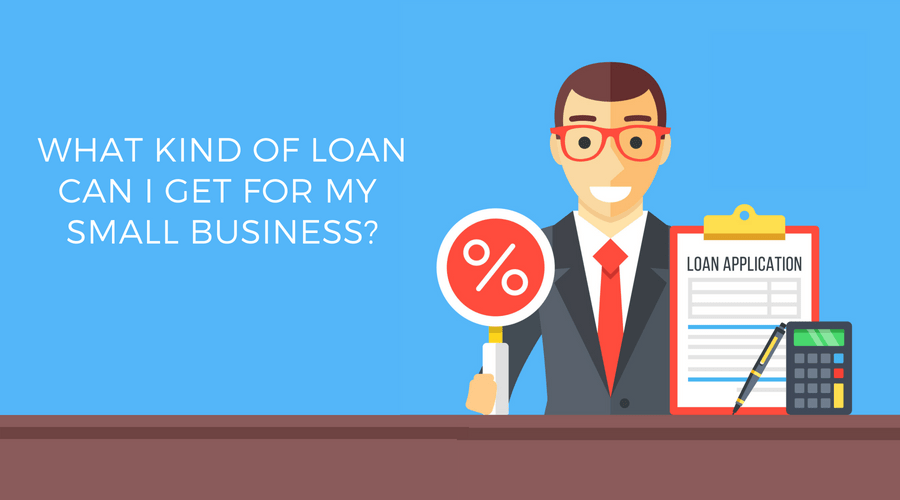 WHAT KIND OF LOAN
CAN I GET FOR MY
SMALL BUSINESS?
%
LOAN APPLICATION